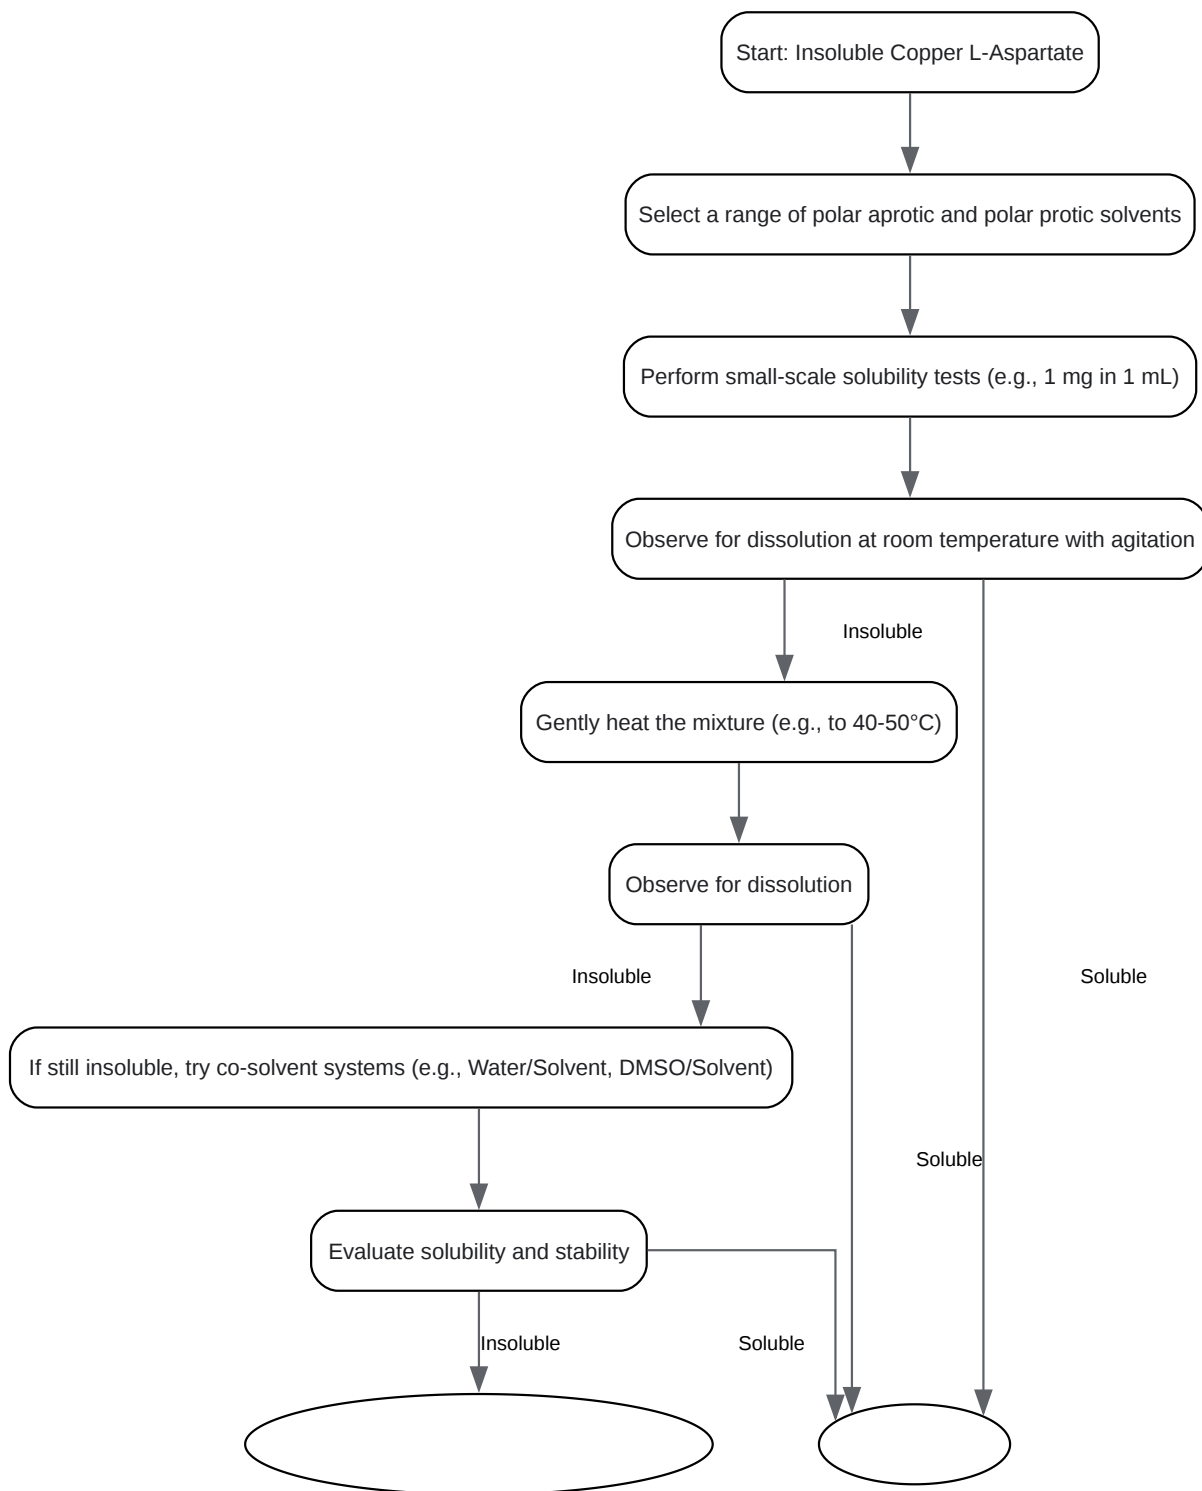 Start: Insoluble Copper L-Aspartate
Select a range of polar aprotic and polar protic solvents
Perform small-scale solubility tests (e.g., 1 mg in 1 mL)
Observe for dissolution at room temperature with agitation
Insoluble
Gently heat the mixture (e.g., to 40-50°C)
Observe for dissolution
Insoluble
Soluble
If still insoluble, try co-solvent systems (e.g., Water/Solvent, DMSO/Solvent)
Soluble
Evaluate solubility and stability
Insoluble
Soluble